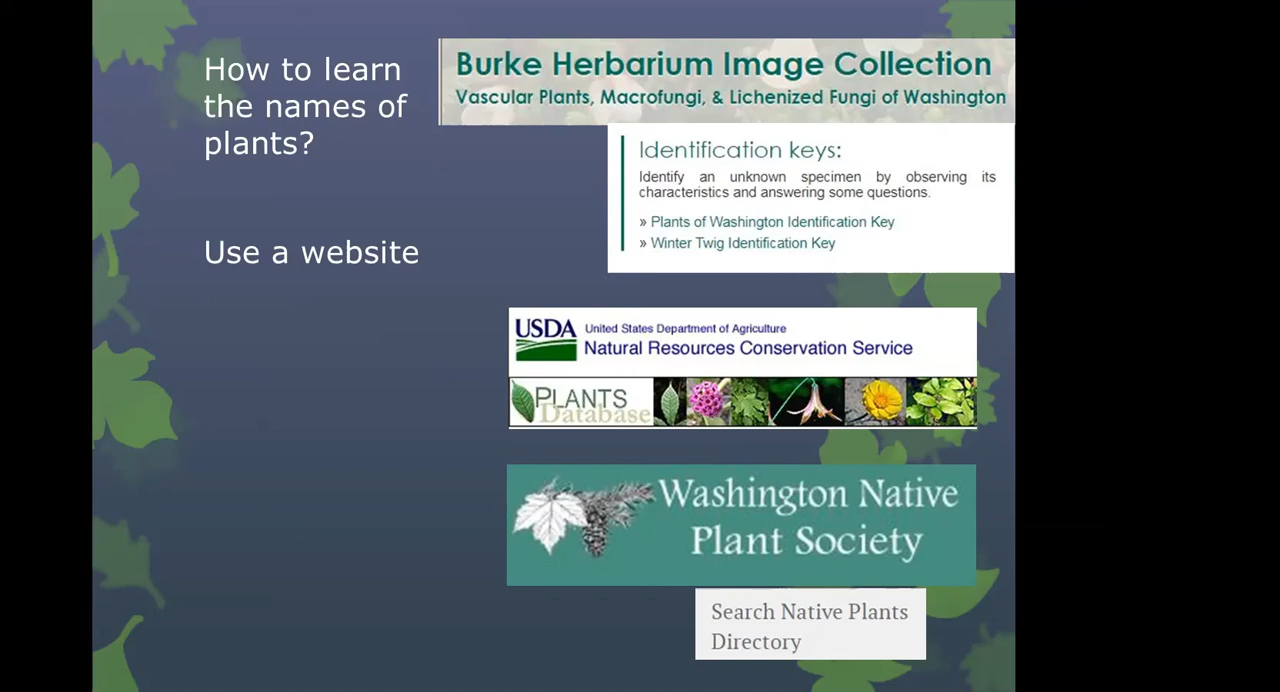 How to learn
the names of
plants?
Use a website
Burke Herbarium Image Collection
Vascular Plants, Macrofungi, & Lichenized Fungi of Washington
Identification keys:
Identify an unknown specimen by observing its
characteristics and answering some questions.
» Plants of Washington Identification Key
» Winter Twig Identification Key
USDA
United States Department of Agriculture
Natural Resources Conservation Service
PLANTS
Database
Washington Native
Plant Society
Search Native Plants
Directory